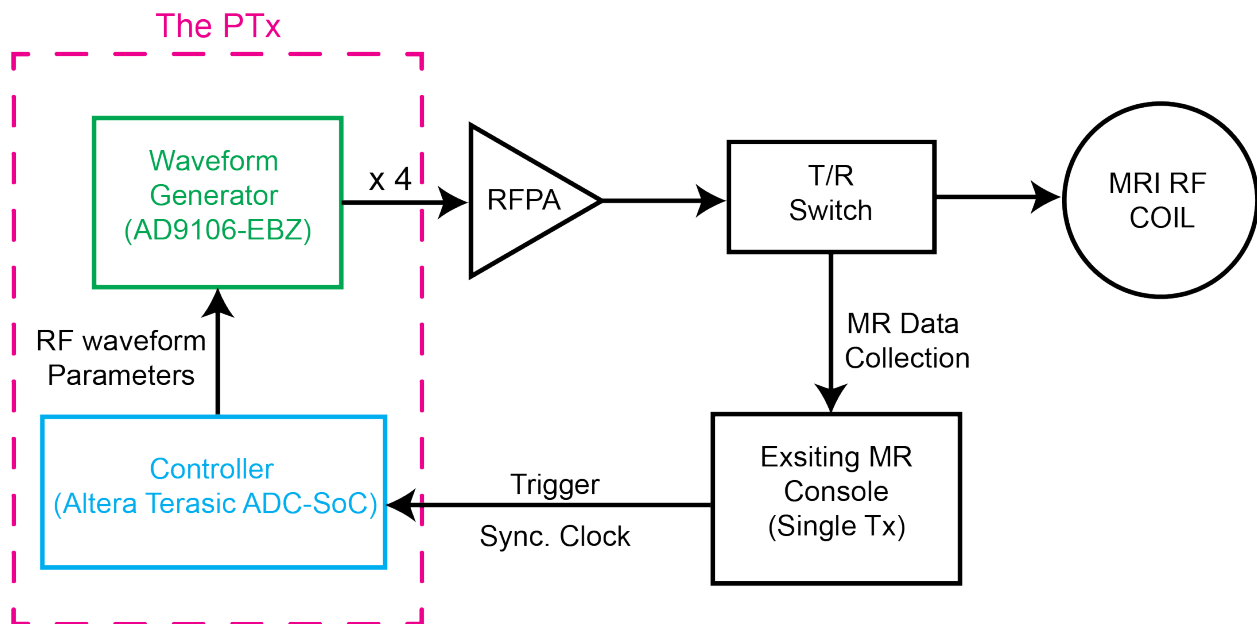 The PTx
Waveform
Generator
(AD9106-EBZ)
x 4
RFPA
T/R
Switch
MRI RF
COIL
RF waveform
Parameters
MR Data
Collection
Controller
(Altera Terasic ADC-SoC)
Trigger
Sync. Clock
Exsiting MR
Console
(Single Tx)